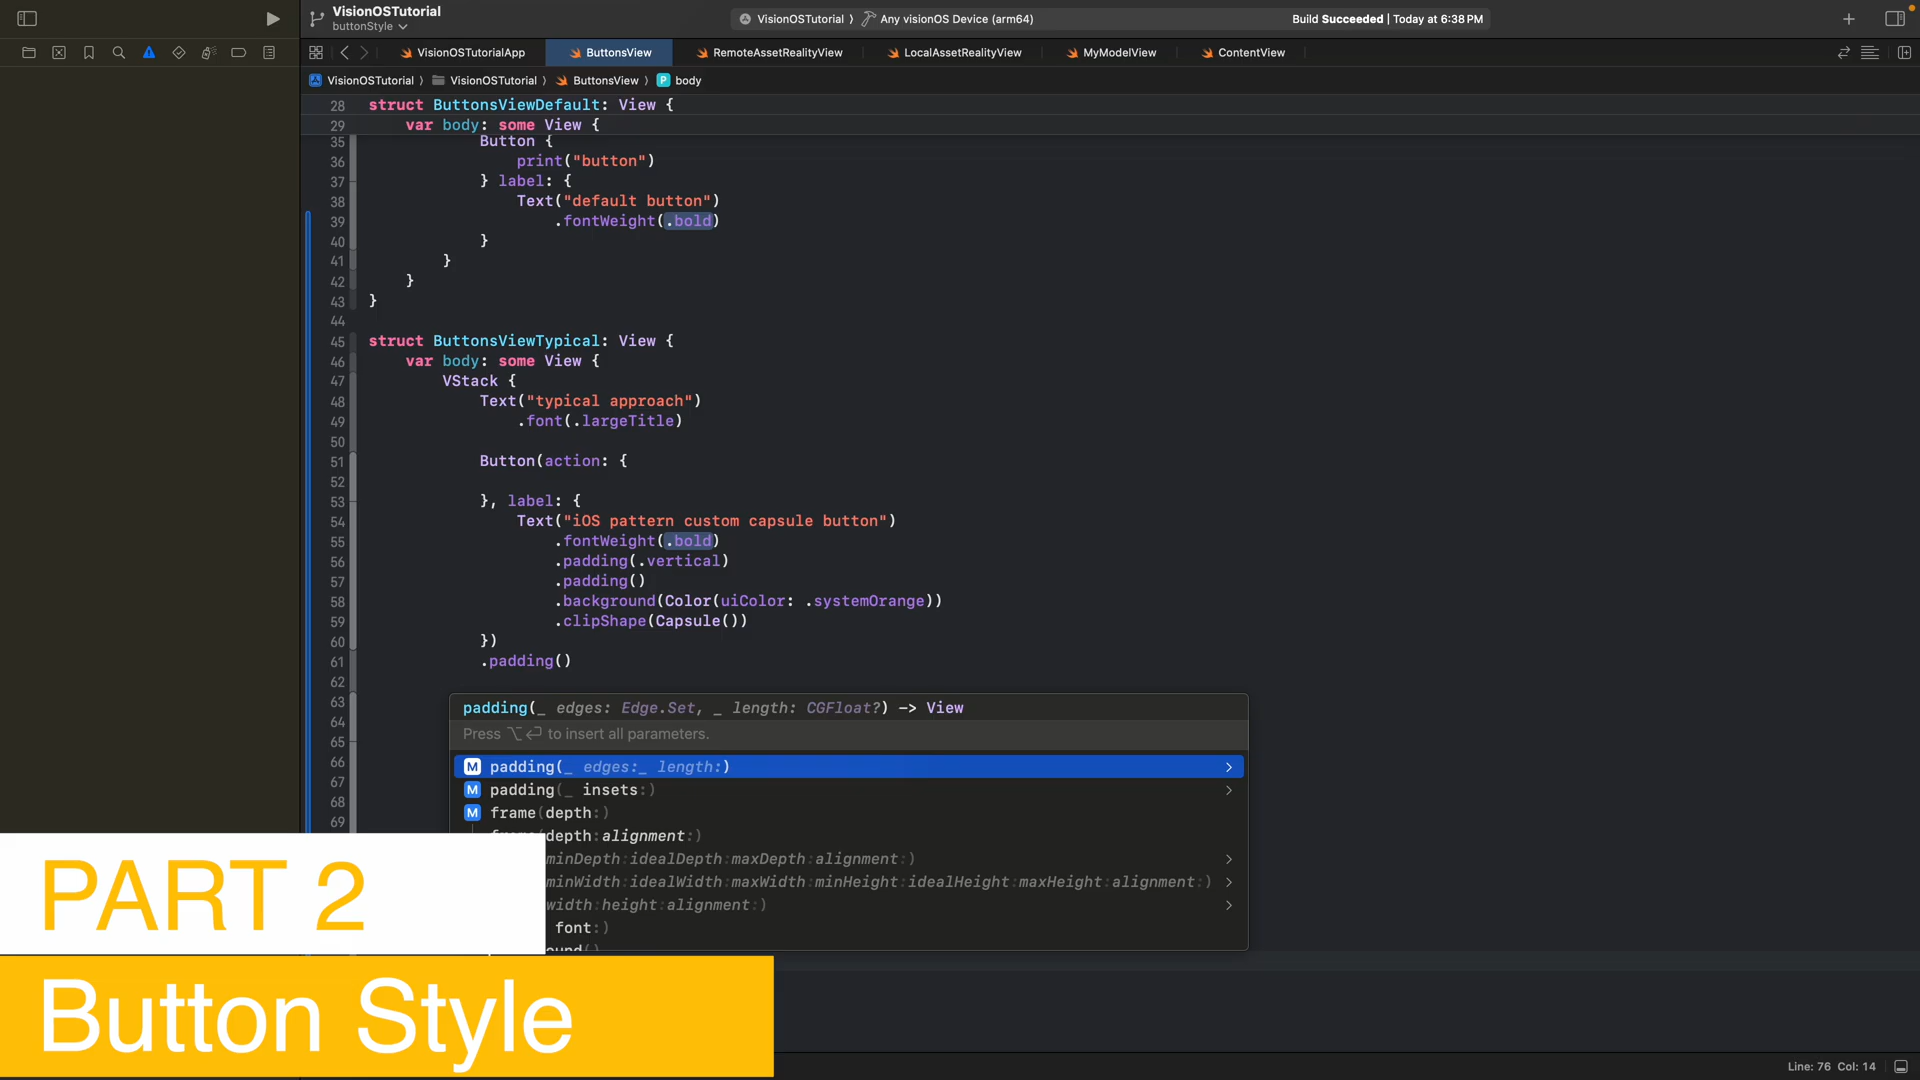 VisionOSTutorial
buttonStyle
VisionOSTutorial ⟩ Any visionOS Device (arm64)
Build Succeeded | Today at 6:38 PM
VisionOSTutorialApp
ButtonsView
RemoteAssetRealityView
LocalAssetRealityView
MyModelView
ContentView
VisionOSTutorial ⟩ VisionOSTutorial ⟩ ButtonsView ⟩ P body
28 struct ButtonsViewDefault: View {
29 var body: some View {
35 Button {
36 print("button")
37 } label: {
38 Text("default button")
39 .fontWeight(.bold)
40 }
41 }
42 }
43 }
44
45 struct ButtonsViewTypical: View {
46 var body: some View {
47 VStack {
48 Text("typical approach")
49 .font(.largeTitle)
50
51 Button(action: {
52
53 }, label: {
54 Text("iOS pattern custom capsule button")
55 .fontWeight(.bold)
56 .padding(.vertical)
57 .padding()
58 .background(Color(uiColor: .systemOrange))
59 .clipShape(Capsule())
60 })
61 .padding()
62
63
64
65
66
67
68
69
padding(_ edges: Edge.Set, _ length: CGFloat?) -> View
Press ⌥⏎ to insert all parameters.
M padding(_ edges:_ length:)
M padding(_ insets:)
M frame(depth:)
frame(depth:alignment:)
minDepth:idealDepth:maxDepth:alignment:)
minWidth:idealWidth:maxWidth:minHeight:idealHeight:maxHeight:alignment:)
width:height:alignment:)
font:)
PART 2
Button Style
Line: 76 Col: 14